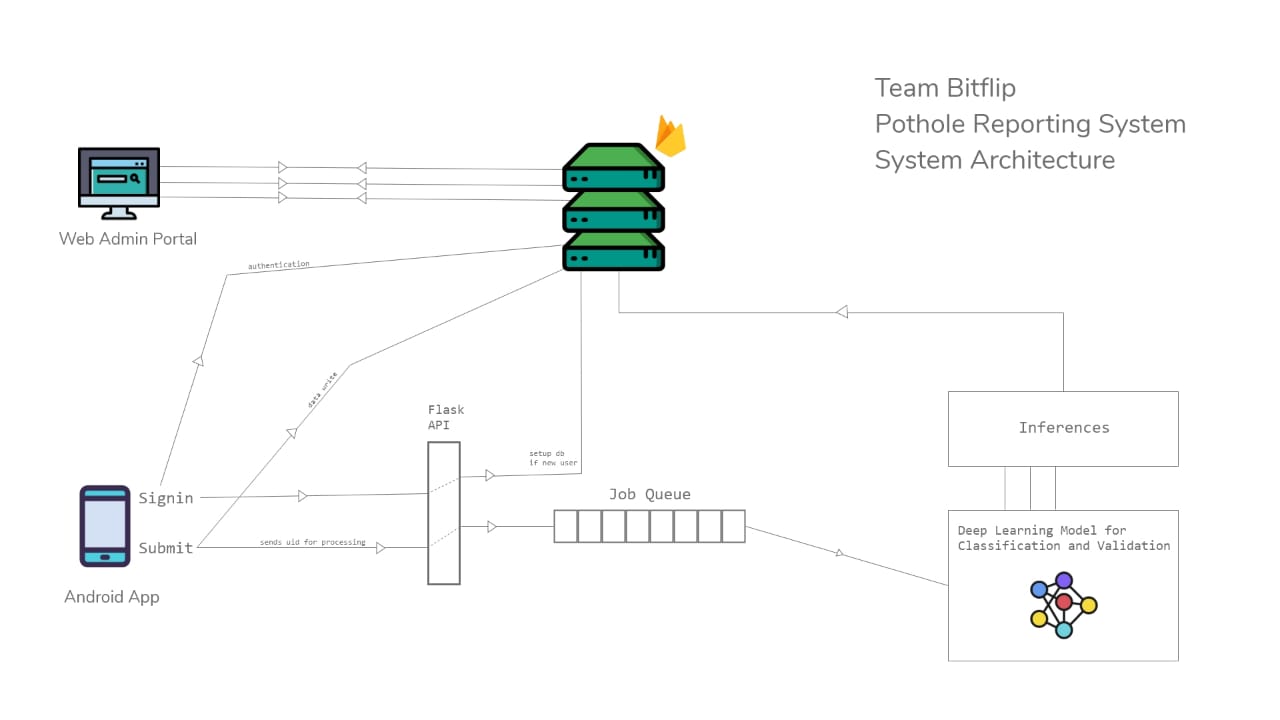 Team Bitflip
Pothole Reporting System
System Architecture
Web Admin Portal
authentication
data write
Flask
API
setup db
if new user
Inferences
Signin
Job Queue
Submit
sends uid for processing
Deep Learning Model for
Classification and Validation
Android App